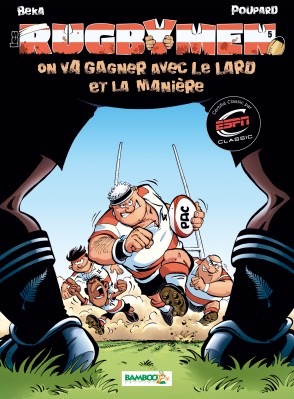 BeKa
POUPARD
Les
RUGBYMEN
5
ON VA GAGNER AVEC LE LARD
ET LA MANIÈRE
ESPN
CLASSIC
PAC
BAMBOO